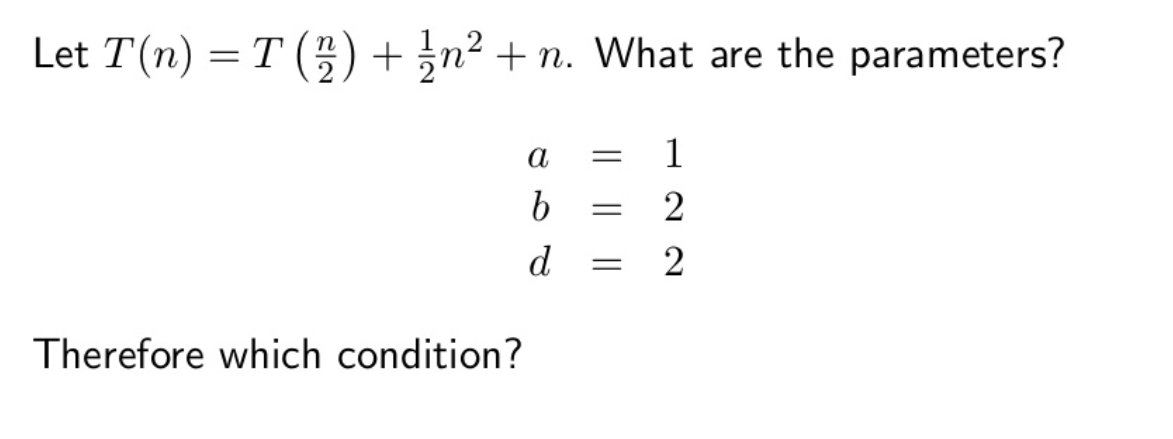 Let T(n) = T(n/2) + 1/2n² + n. What are the parameters?
a = 1
b = 2
d = 2
Therefore which condition?